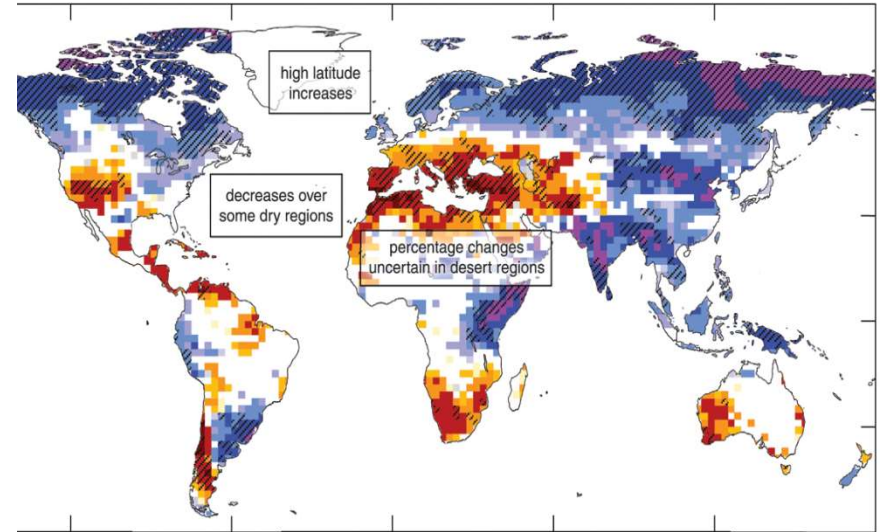 high latitude
increases
decreases over
some dry regions
percentage changes
uncertain in desert regions